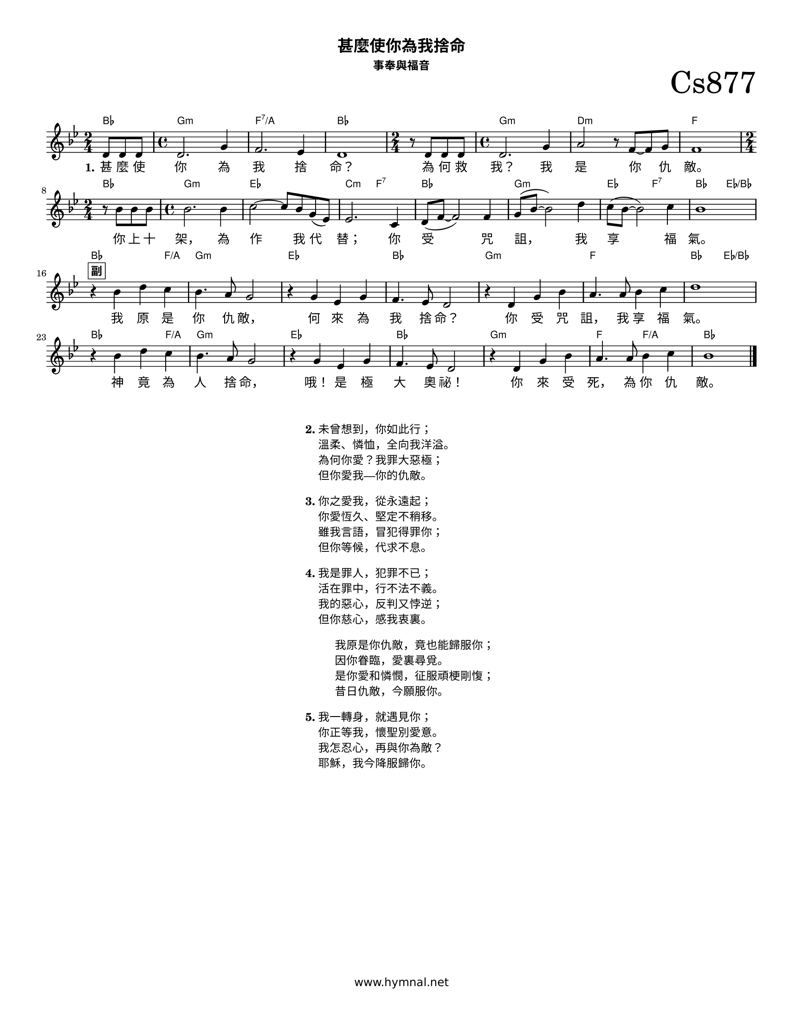 甚麼使你為我捨命
事奉與福音
Cs877
B♭ Gm F7/A B♭ Gm Dm F
1. 甚麼使 你 為 我 捨 命？ 為何救 我？ 我 是 你 仇 敵。
8 B♭ Gm E♭ Cm F7 B♭ Gm E♭ F7 B♭ E♭/B♭
你上十 架， 為 作 我代 替； 你 受 咒 詛， 我 享 福 氣。
16 副 B♭ F/A Gm E♭ B♭ Gm F B♭ E♭/B♭
我 原 是 你 仇敵， 何 來 為 我 捨命？ 你 受 咒 詛， 我享 福 氣。
23 B♭ F/A Gm E♭ B♭ Gm F F/A B♭
神 竟 為 人 捨命， 哦！是 極 大 奧祕！ 你 來 受 死， 為你 仇 敵。
2. 未曾想到，你如此行；
溫柔、憐恤，全向我洋溢。
為何你愛？我罪大惡極；
但你愛我—你的仇敵。
3. 你之愛我，從永遠起；
你愛恆久、堅定不稍移。
雖我言語，冒犯得罪你；
但你等候，代求不息。
4. 我是罪人，犯罪不已；
活在罪中，行不法不義。
我的惡心，反判又悖逆；
但你慈心，感我衷裏。
我原是你仇敵，竟也能歸服你；
因你眷臨，愛裏尋覓。
是你愛和憐憫，征服頑梗剛愎；
昔日仇敵，今願服你。
5. 我一轉身，就遇見你；
你正等我，懷聖別愛意。
我怎忍心，再與你為敵？
耶穌，我今降服歸你。
www.hymnal.net